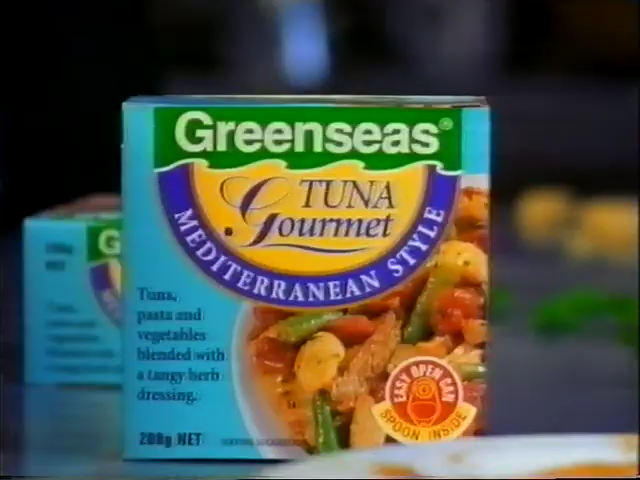 Greenseas®
TUNA
Gourmet
MEDITERRANEAN STYLE
Tuna,
pasta and
vegetables
blended with
a tangy herb
dressing.
200g NET
EASY OPEN CAN
SPOON INSIDE
G